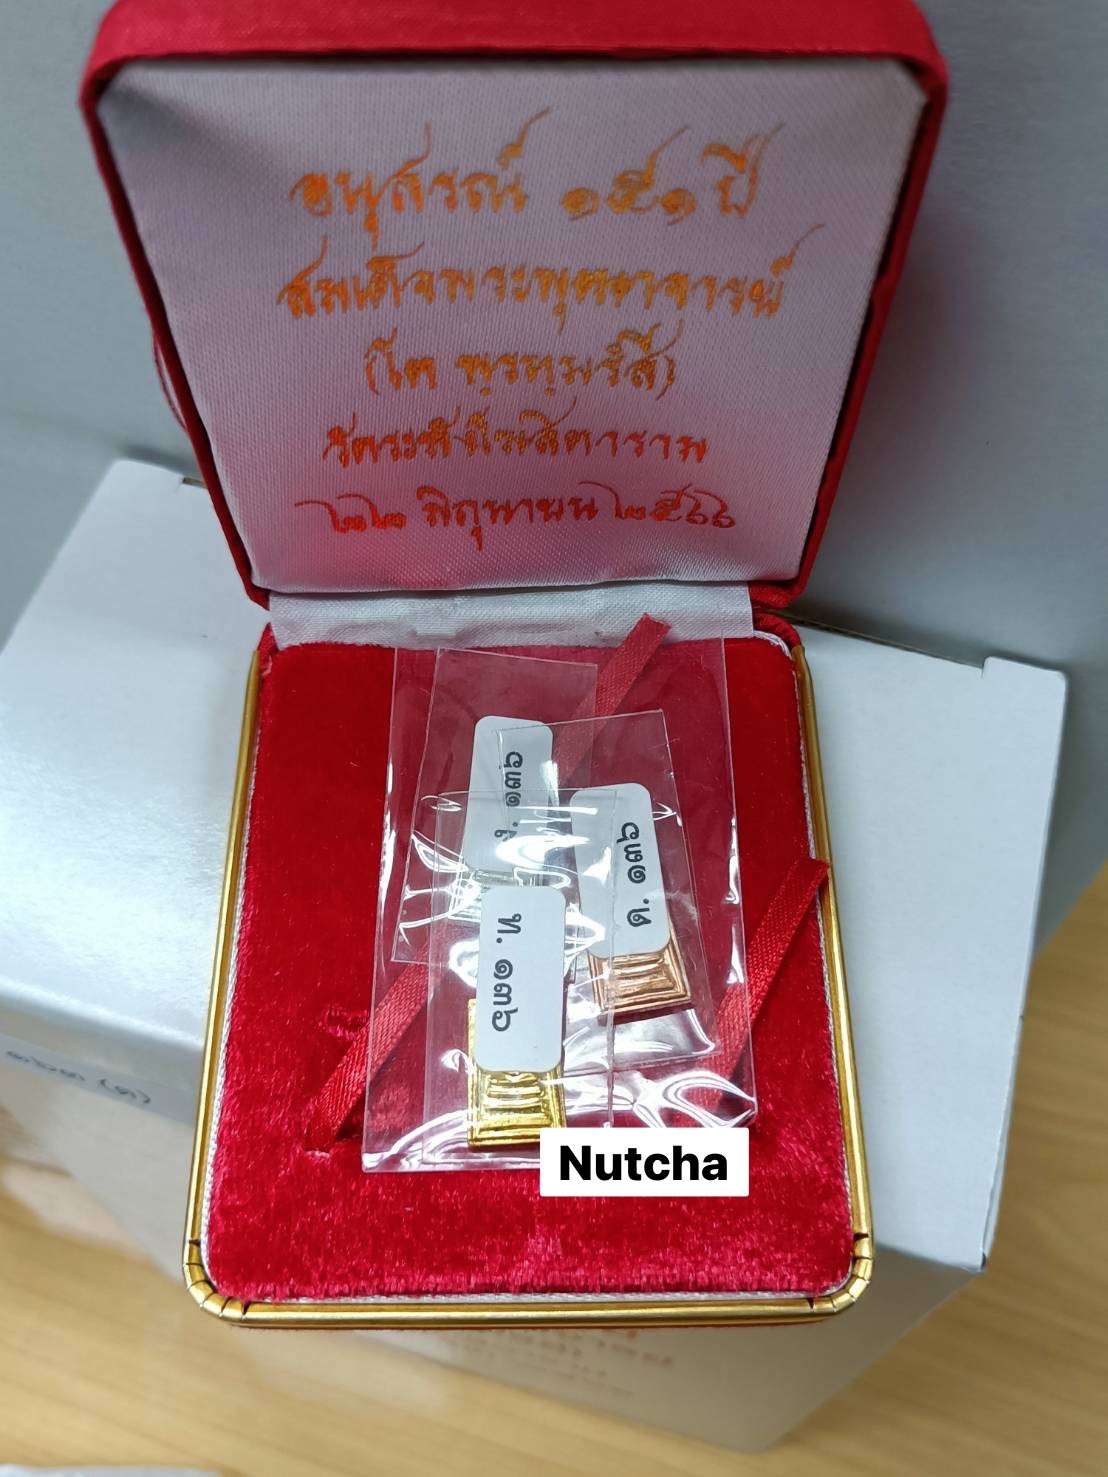 อนุสรณ์ ๑๕๑ ปี
สมเด็จพระพุฒาจารย์
(โต พฺรหฺมรํสี)
วัดระฆังโฆสิตาราม
๒๒ มิถุนายน ๒๕๖๖
๑๓๖
ด. ๑๓๖
ท. ๑๓๖
Nutcha